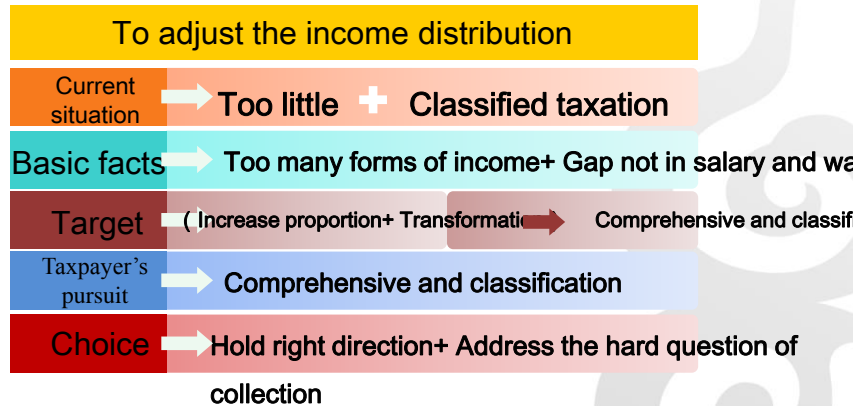 To adjust the income distribution
Current
situation
Too little + Classified taxation
Basic facts
Too many forms of income+ Gap not in salary and wa
Target
( Increase proportion+ Transformation )
Comprehensive and classifi
Taxpayer's
pursuit
Comprehensive and classification
Choice
Hold right direction+ Address the hard question of
collection